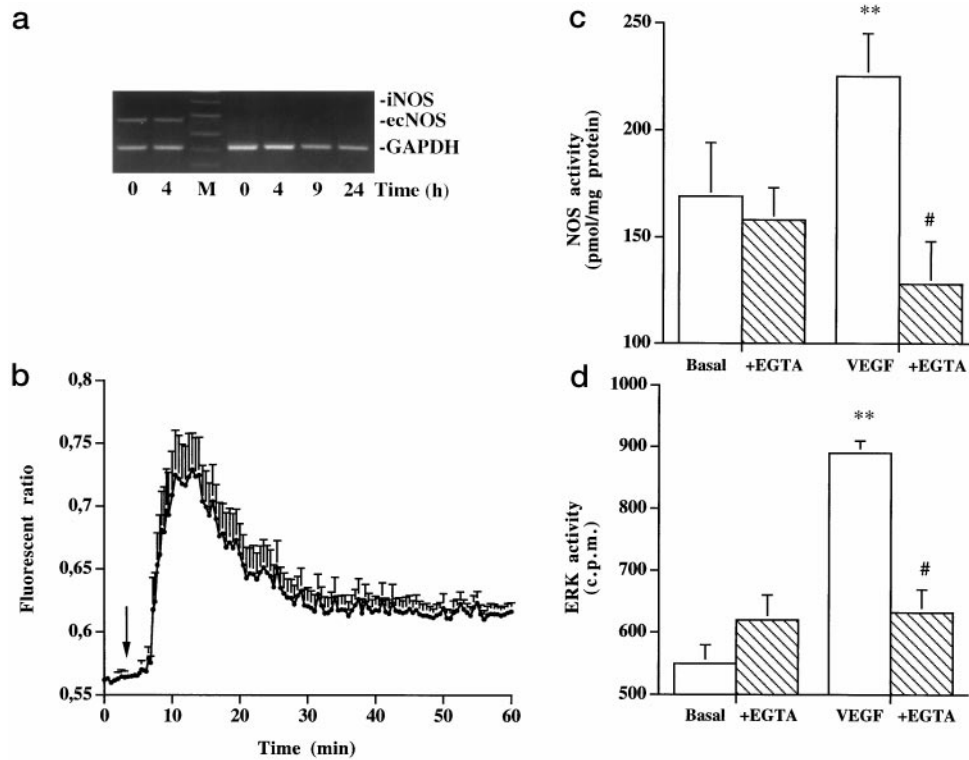 a
-iNOS
-ecNOS
-GAPDH
0 4 M 0 4 9 24 Time (h)
b
0,8
0,75
0,7
0,65
0,6
0,55
Fluorescent ratio
0 10 20 30 40 50 60
Time (min)
c
250
200
150
100
NOS activity
(pmol/mg protein)
**
#
Basal +EGTA VEGF +EGTA
d
1000
900
800
700
600
500
ERK activity
(c.p.m.)
**
#
Basal +EGTA VEGF +EGTA